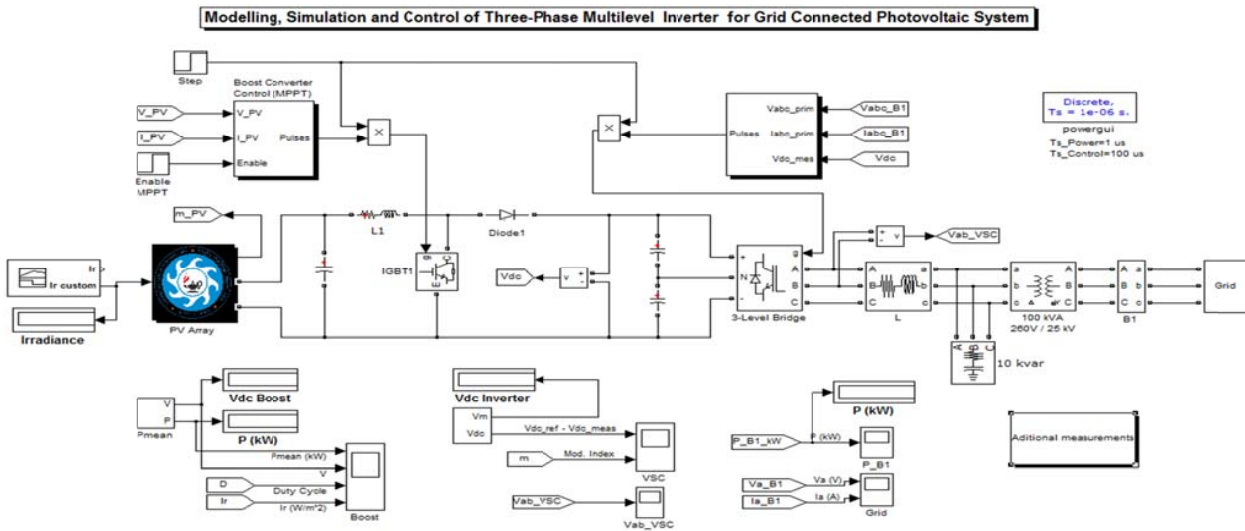 Modelling, Simulation and Control of Three-Phase Multilevel Inverter for Grid Connected Photovoltaic System
Step
Boost Converter
Control (MPPT)
V_PV
I_PV
V_PV
I_PV
Enable
Pulses
Enable
MPPT
X
X
Pulses
Vabc_prim
Iabc_prim
Vdc_mes
Vabc_B1
Iabc_B1
Vdc
Discrete,
Ts = 1e-06 s.
powergui
Ts_Power=1 us
Ts_Control=100 us
m_PV
L1
Diode1
IGBT1
g
C
E
Vdc
v
+
-
Ir
Ir custom
Irradiance
PV Array
+
N
-
g
A
B
C
3-Level Bridge
+
-
v
Vab_VSC
A
B
C
a
b
c
L
a
b
c
A
B
C
100 kVA
260V / 25 kV
A
B
C
a
b
c
B1
Grid
A B C
10 kvar
Vdc Boost
V
P
Pmean
P (kW)
Pmean (kW)
V
D
Duty Cycle
Ir
Ir (W/m^2)
Boost
Vdc Inverter
Vm
Vdc
Vdc_ref - Vdc_meas
m
Mod. Index
VSC
Vab_VSC
Vab_VSC
P (kW)
P_B1_kW
P (kW)
P_B1
Va_B1
Va (V)
Ia_B1
Ia (A)
Grid
Aditional measurements